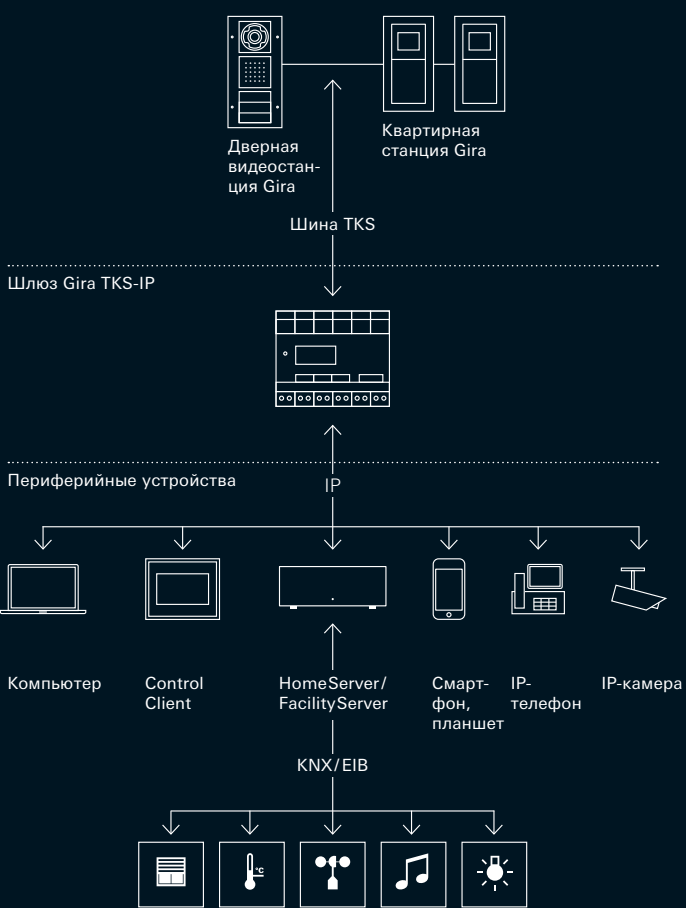 Дверная
видеостан-
ция Gira
Квартирная
станция Gira
Шина TKS
Шлюз Gira TKS-IP
Периферийные устройства
IP
Компьютер
Control
Client
HomeServer/
FacilityServer
Смарт-
фон,
планшет
IP-
телефон
IP-камера
KNX/EIB
°C